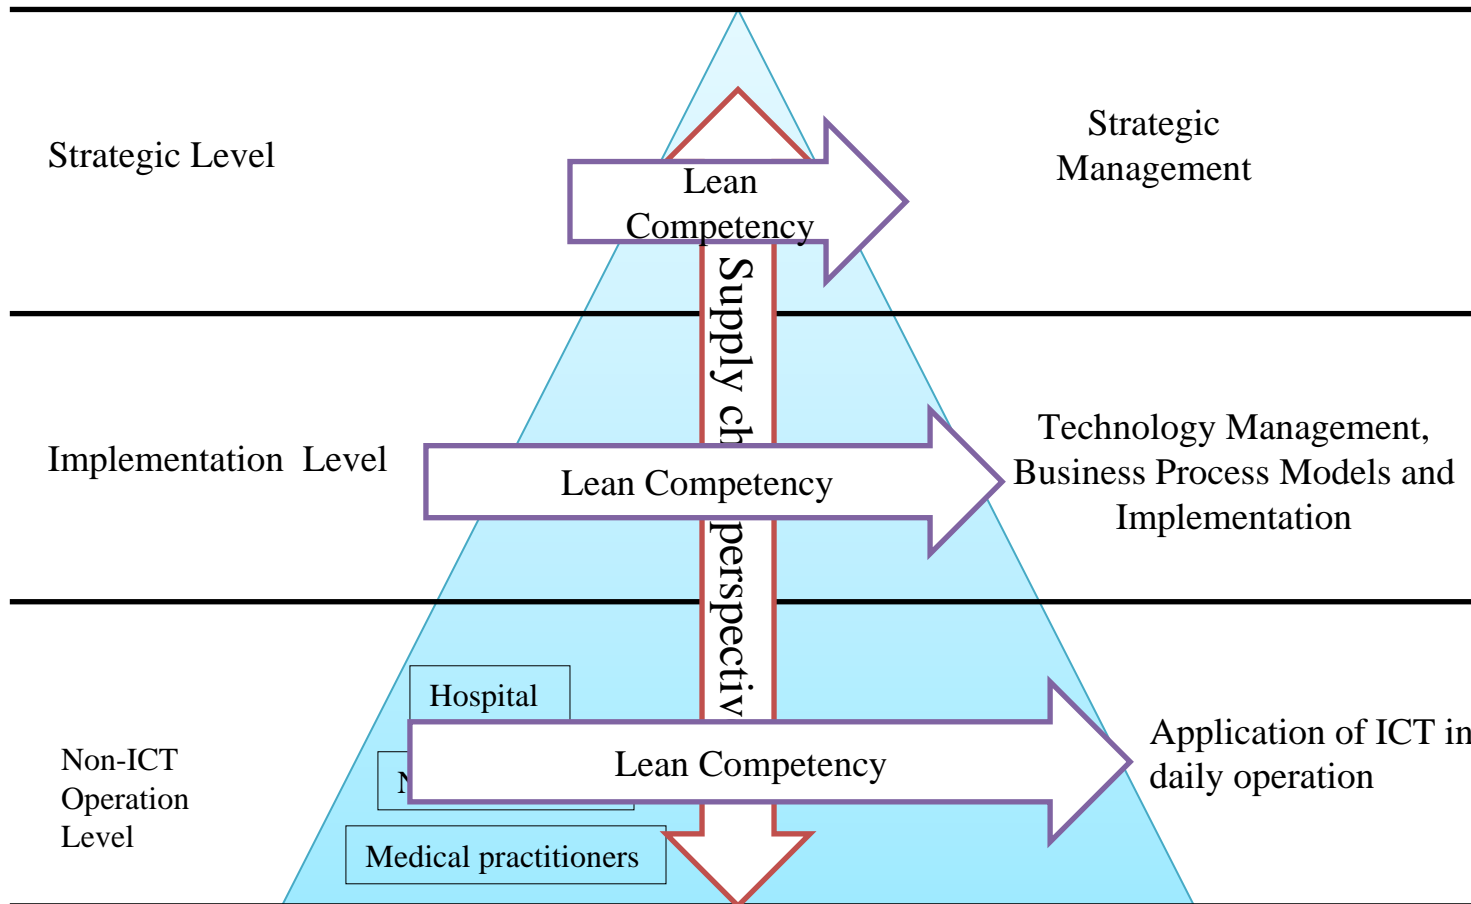 Strategic Level
Lean
Competency
Strategic
Management
Supply ch perspectiv
Implementation Level
Lean Competency
Technology Management,
Business Process Models and
Implementation
Hospital
Non-ICT
Operation
Level
Lean Competency
Application of ICT in
daily operation
Medical practitioners